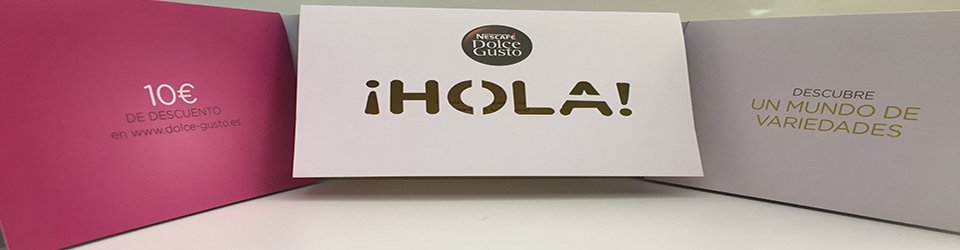 10€
DE DESCUENTO
en www.dolce-gusto.es
NESCAFÉ
Dolce
Gusto
¡HOLA!
DESCUBRE
UN MUNDO DE
VARIEDADES